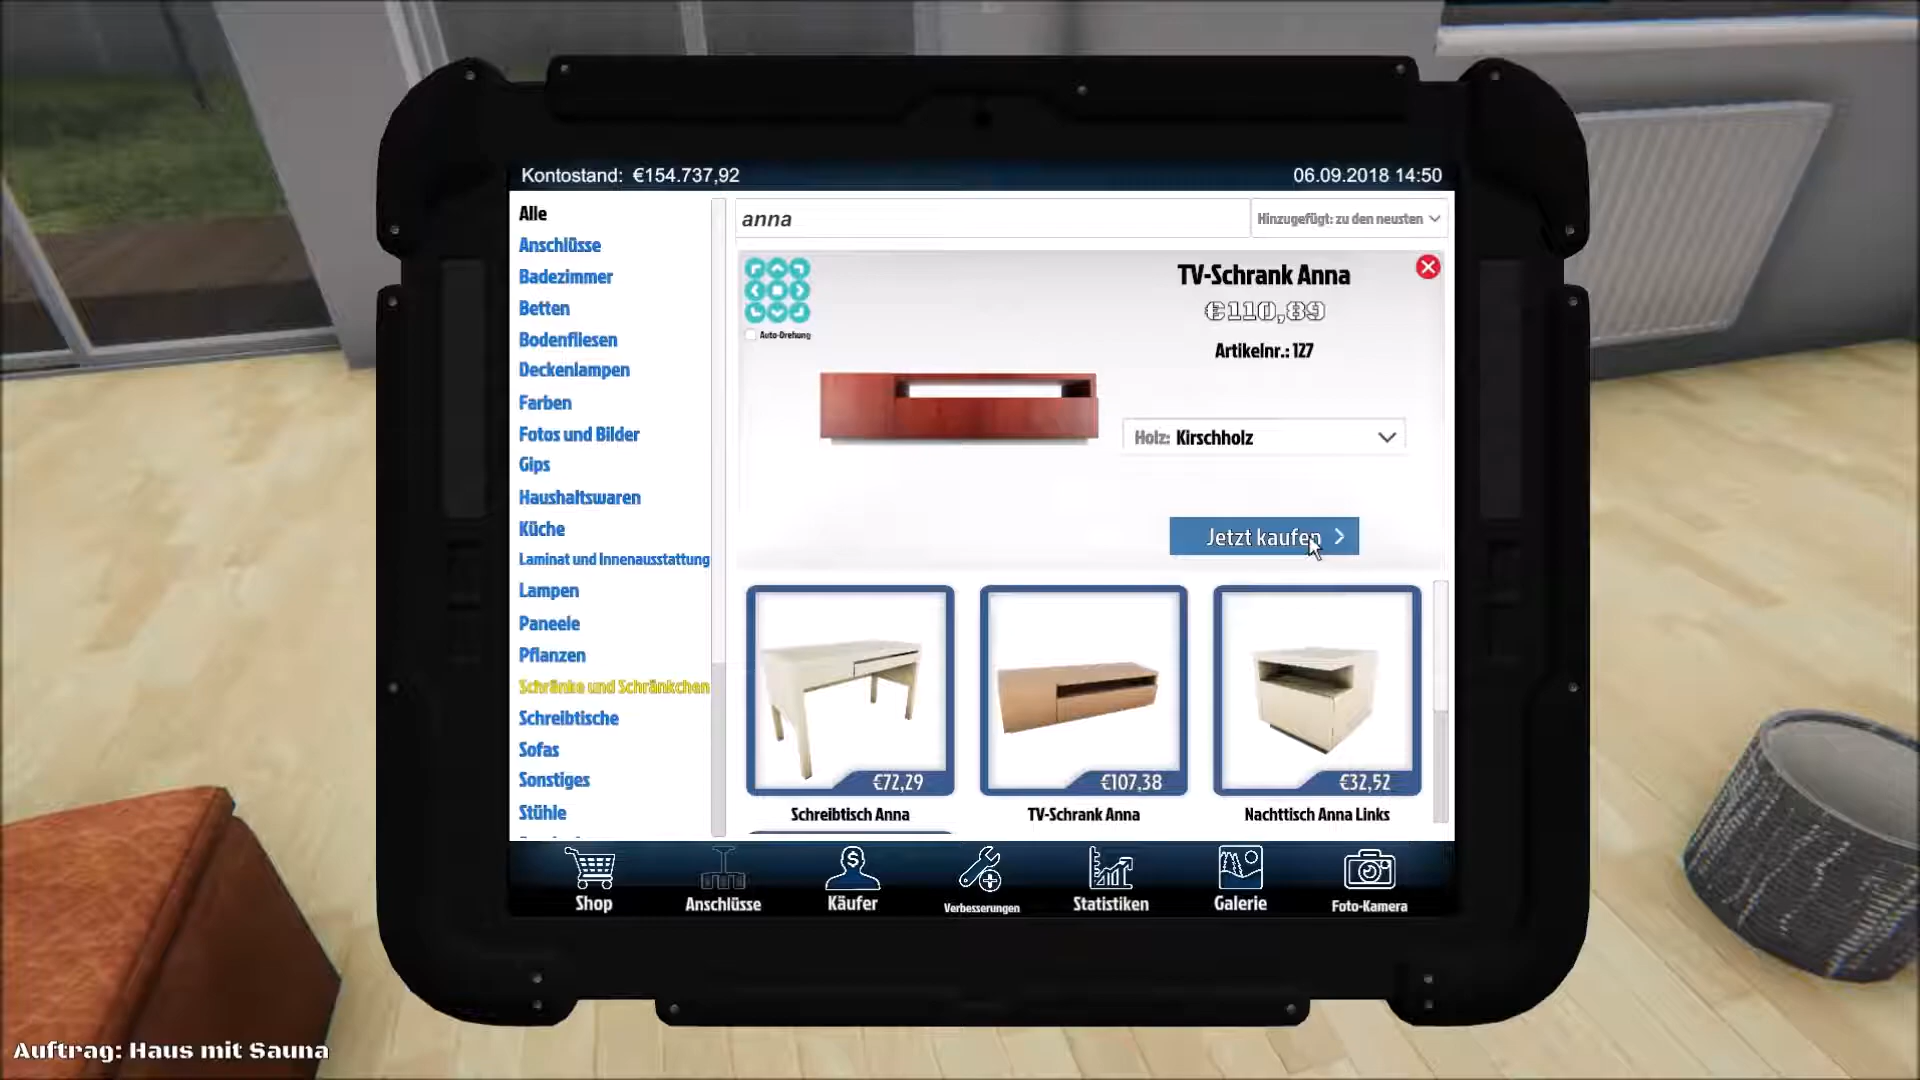 Kontostand: €154.737,92
06.09.2018 14:50
Alle
Anschlüsse
Badezimmer
Betten
Bodenfliesen
Deckenlampen
Farben
Fotos und Bilder
Gips
Haushaltswaren
Küche
Laminat und Innenausstattung
Lampen
Paneele
Pflanzen
Schränke und Schränkchen
Schreibtische
Sofas
Sonstiges
Stühle
anna
Hinzugefügt: zu den neusten
Auto-Drehung
TV-Schrank Anna
€110,89
Artikelnr.: 127
Holz: Kirschholz
Jetzt kaufen
€72,29
Schreibtisch Anna
€107,38
TV-Schrank Anna
€32,52
Nachttisch Anna Links
Shop
Anschlüsse
Käufer
Verbesserungen
Statistiken
Galerie
Foto-Kamera
Auftrag: Haus mit Sauna